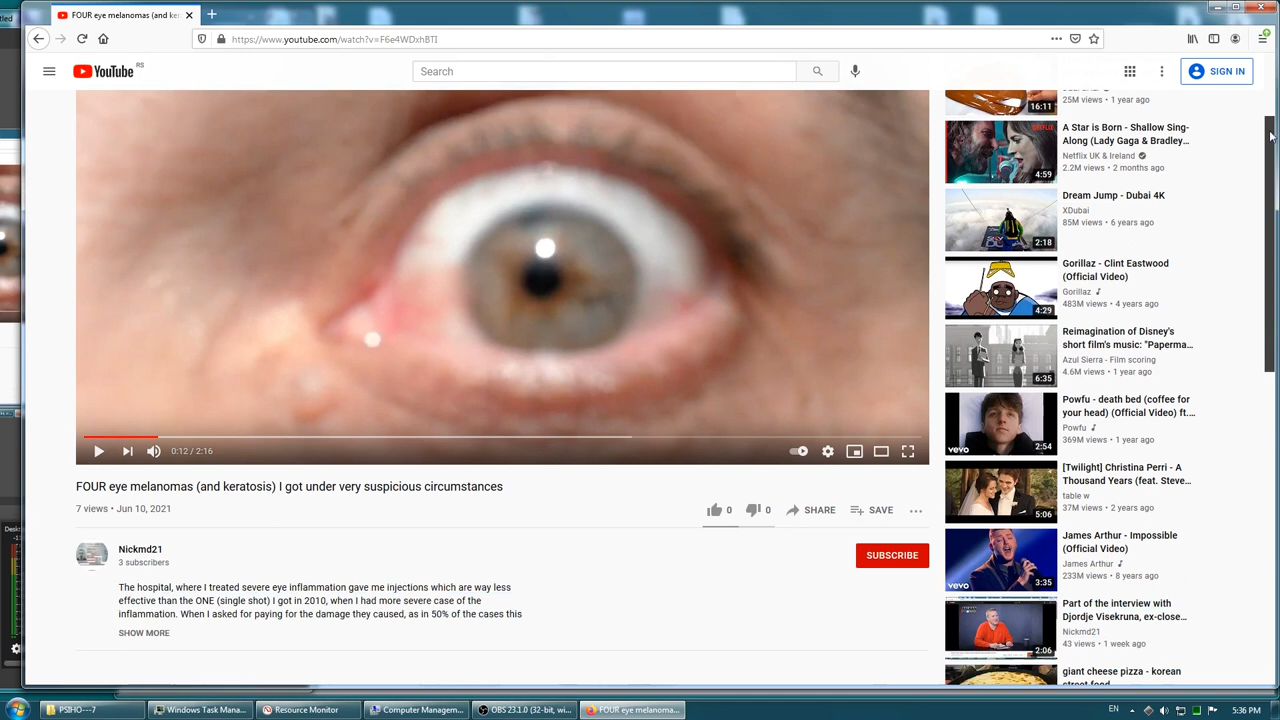 FOUR eye melanomas (and ker
https://www.youtube.com/watch?v=F6e4WDxhBTI
YouTube RS
Search
SIGN IN
0:12 / 2:16
FOUR eye melanomas (and keratosis) I got under very suspicious circumstances
7 views • Jun 10, 2021
0
0
SHARE
SAVE
Nickmd21
3 subscribers
SUBSCRIBE
The hospital, where I treated severe eye inflammation gave me injections which are way less
effective than the ONE (single one) I got in 2010, when I had more severe case of the
inflammation. When I asked for paying for the damage they caused, as in 50% of the cases this
SHOW MORE
16:11
25M views • 1 year ago
4:59
A Star is Born - Shallow Sing-
Along (Lady Gaga & Bradley…
Netflix UK & Ireland
2.2M views • 2 months ago
2:18
Dream Jump - Dubai 4K
XDubai
85M views • 6 years ago
4:29
Gorillaz - Clint Eastwood
(Official Video)
Gorillaz
483M views • 4 years ago
6:35
Reimagination of Disney's
short film's music: "Paperma…
Azul Sierra - Film scoring
4.6M views • 1 year ago
vevo
2:54
Powfu - death bed (coffee for
your head) (Official Video) ft.…
Powfu
369M views • 1 year ago
5:06
[Twilight] Christina Perri - A
Thousand Years (feat. Steve…
table w
37M views • 2 years ago
vevo
3:35
James Arthur - Impossible
(Official Video)
James Arthur
233M views • 8 years ago
2:06
Part of the interview with
Djordje Visekruna, ex-close…
Nickmd21
43 views • 1 week ago
giant cheese pizza - korean
street food
Deskt
PSIHO---7
Windows Task Mana...
Resource Monitor
Computer Managem...
OBS 23.1.0 (32-bit, wi...
FOUR eye melanoma...
EN
5:36 PM